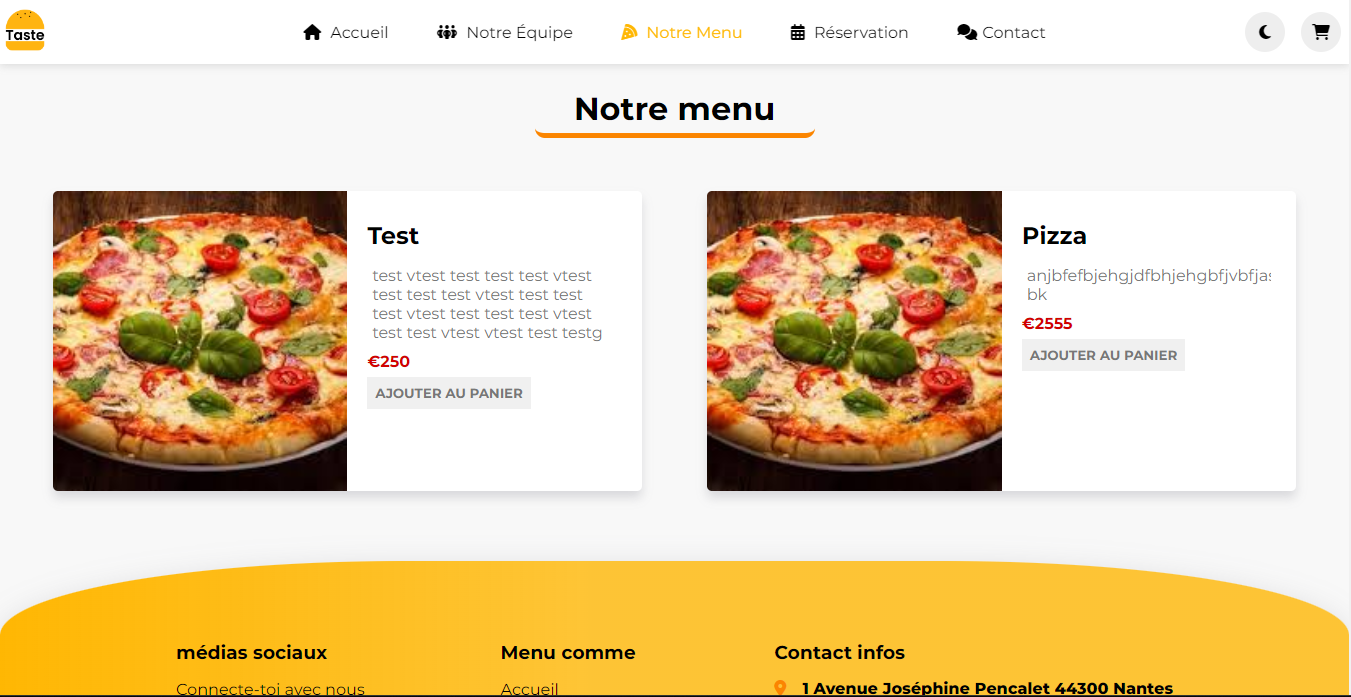 Taste
Accueil
Notre Équipe
Notre Menu
Réservation
Contact
Notre menu
Test
test vtest test test test vtest
test test test vtest test test
test vtest test test test vtest
test test vtest vtest test testg
€250
AJOUTER AU PANIER
Pizza
anjbfefbjehgjdfbhjehgbfjvbfjas
bk
€2555
AJOUTER AU PANIER
médias sociaux
Connecte-toi avec nous
Menu comme
Accueil
Contact infos
1 Avenue Joséphine Pencalet 44300 Nantes